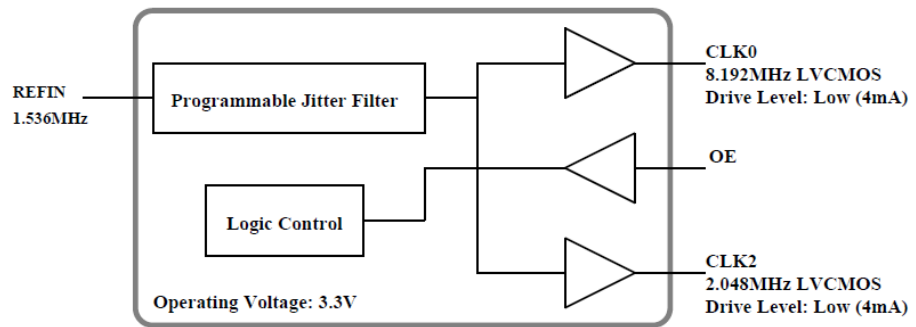 REFIN
1.536MHz
Programmable Jitter Filter
Logic Control
Operating Voltage: 3.3V
CLK0
8.192MHz LVCMOS
Drive Level: Low (4mA)
OE
CLK2
2.048MHz LVCMOS
Drive Level: Low (4mA)